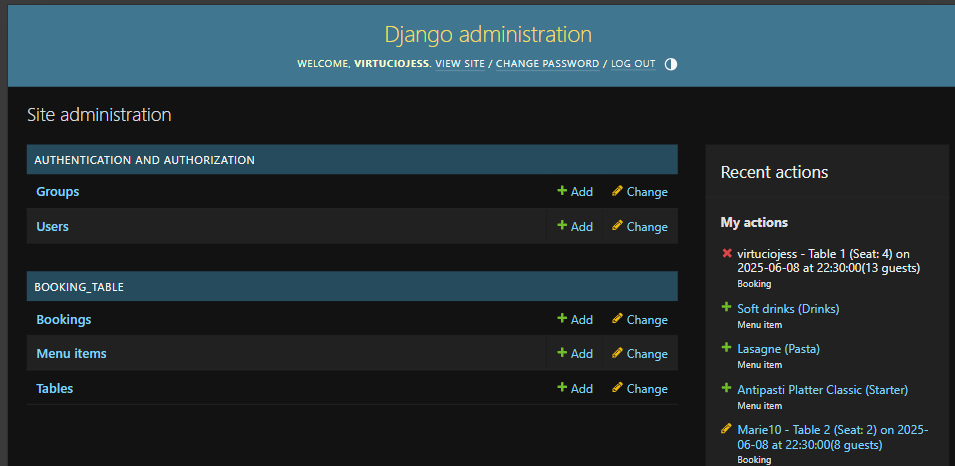 Django administration
WELCOME, VIRTUCIOJESS. VIEW SITE / CHANGE PASSWORD / LOG OUT
Site administration
AUTHENTICATION AND AUTHORIZATION
Groups Add Change
Users Add Change
BOOKING_TABLE
Bookings Add Change
Menu items Add Change
Tables Add Change
Recent actions
My actions
virtuciojess - Table 1 (Seat: 4) on
2025-06-08 at 22:30:00(13 guests)
Booking
Soft drinks (Drinks)
Menu item
Lasagne (Pasta)
Menu item
Antipasti Platter Classic (Starter)
Menu item
Marie10 - Table 2 (Seat: 2) on 2025-
06-08 at 22:30:00(8 guests)
Booking